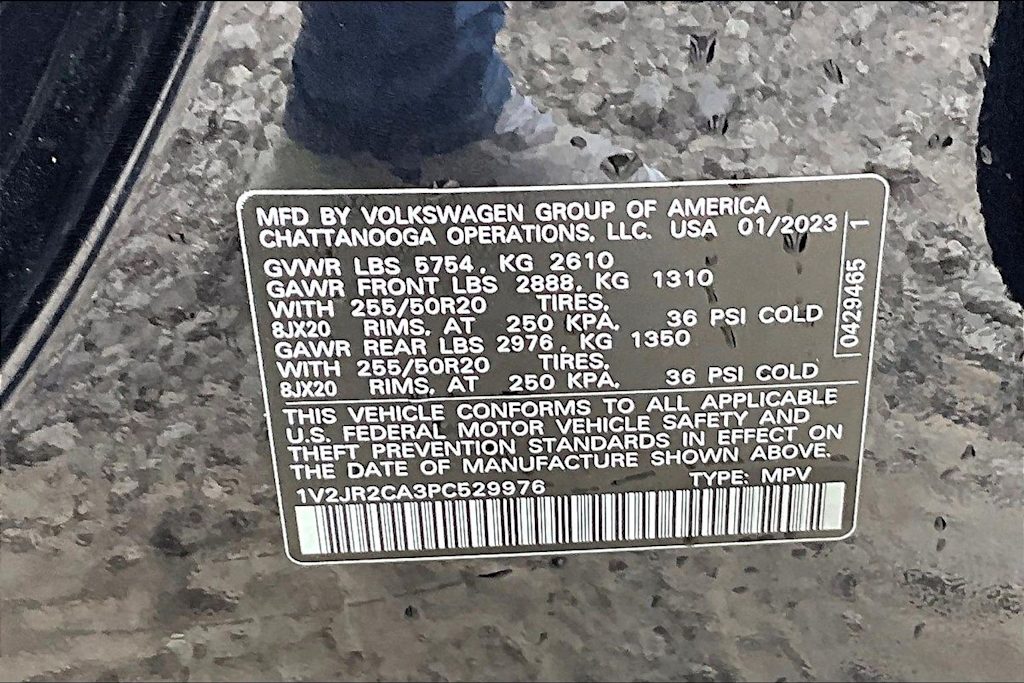 MFD BY VOLKSWAGEN GROUP OF AMERICA
CHATTANOOGA OPERATIONS, LLC. USA 01/2023
GVWR LBS 5754, KG 2610
GAWR FRONT LBS 2888, KG 1310
WITH 255/50R20 TIRES,
8JX20 RIMS, AT 250 KPA, 36 PSI COLD
GAWR REAR LBS 2976, KG 1350
WITH 255/50R20 TIRES,
8JX20 RIMS, AT 250 KPA, 36 PSI COLD
04294651 1
THIS VEHICLE CONFORMS TO ALL APPLICABLE
U.S. FEDERAL MOTOR VEHICLE SAFETY AND
THEFT PREVENTION STANDARDS IN EFFECT ON
THE DATE OF MANUFACTURE SHOWN ABOVE.
1V2JR2CA3PC529976 TYPE: MPV